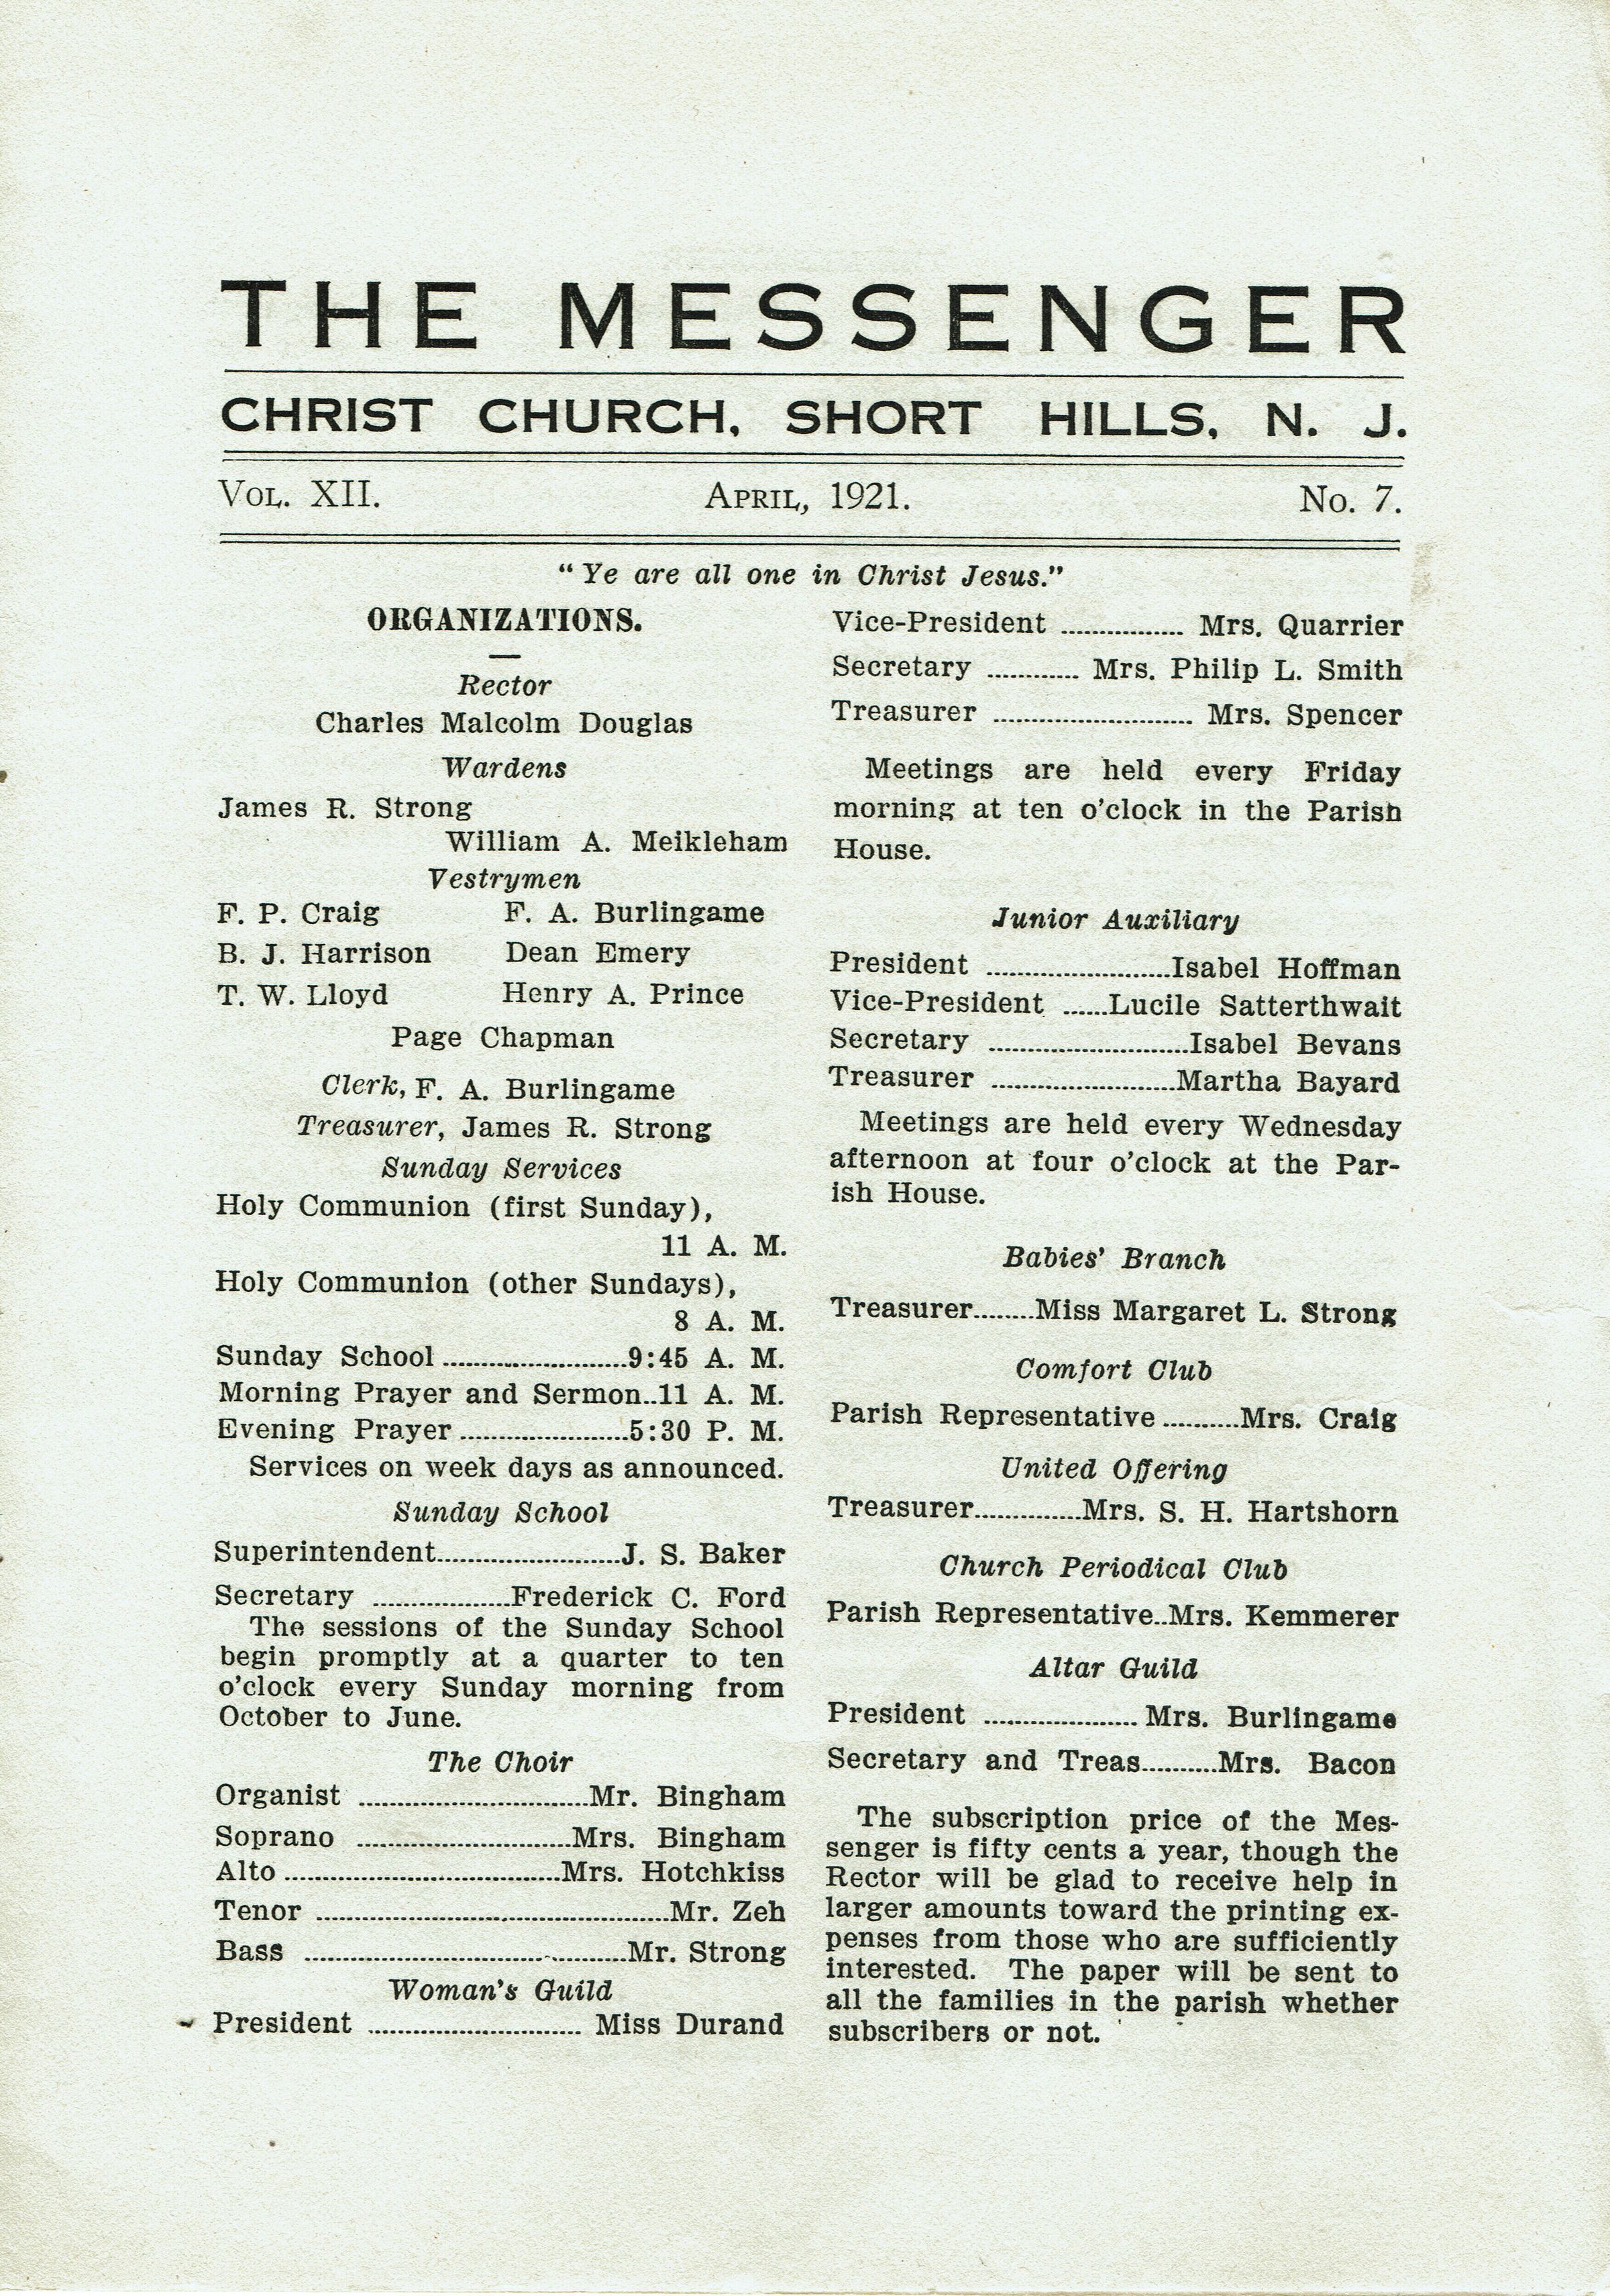 THE MESSENGER
CHRIST CHURCH, SHORT HILLS, N. J.
VOL. XII. APRIL, 1921. No. 7.
"Ye are all one in Christ Jesus."
ORGANIZATIONS.
Rector
Charles Malcolm Douglas
Wardens
James R. Strong
William A. Meikleham
Vestrymen
F. P. Craig F. A. Burlingame
B. J. Harrison Dean Emery
T. W. Lloyd Henry A. Prince
Page Chapman
Clerk, F. A. Burlingame
Treasurer, James R. Strong
Sunday Services
Holy Communion (first Sunday),
11 A. M.
Holy Communion (other Sundays),
8 A. M.
Sunday School ........................9:45 A. M.
Morning Prayer and Sermon..11 A. M.
Evening Prayer ......................5:30 P. M.
Services on week days as announced.
Sunday School
Superintendent........................J. S. Baker
Secretary ..................Frederick C. Ford
The sessions of the Sunday School
begin promptly at a quarter to ten
o'clock every Sunday morning from
October to June.
The Choir
Organist ..............................Mr. Bingham
Soprano ............................Mrs. Bingham
Alto ....................................Mrs. Hotchkiss
Tenor ..............................................Mr. Zeh
Bass ..........................................Mr. Strong
Woman's Guild
President ............................ Miss Durand
Vice-President ................ Mrs. Quarrier
Secretary ............ Mrs. Philip L. Smith
Treasurer .......................... Mrs. Spencer
Meetings are held every Friday
morning at ten o'clock in the Parish
House.
Junior Auxiliary
President ........................Isabel Hoffman
Vice-President ......Lucile Satterthwait
Secretary ..........................Isabel Bevans
Treasurer ........................Martha Bayard
Meetings are held every Wednesday
afternoon at four o'clock at the Par-
ish House.
Babies' Branch
Treasurer........Miss Margaret L. Strong
Comfort Club
Parish Representative ..........Mrs. Craig
United Offering
Treasurer..............Mrs. S. H. Hartshorn
Church Periodical Club
Parish Representative..Mrs. Kemmerer
Altar Guild
President .................... Mrs. Burlingame
Secretary and Treas..........Mrs. Bacon
The subscription price of the Mes-
senger is fifty cents a year, though the
Rector will be glad to receive help in
larger amounts toward the printing ex-
penses from those who are sufficiently
interested. The paper will be sent to
all the families in the parish whether
subscribers or not.